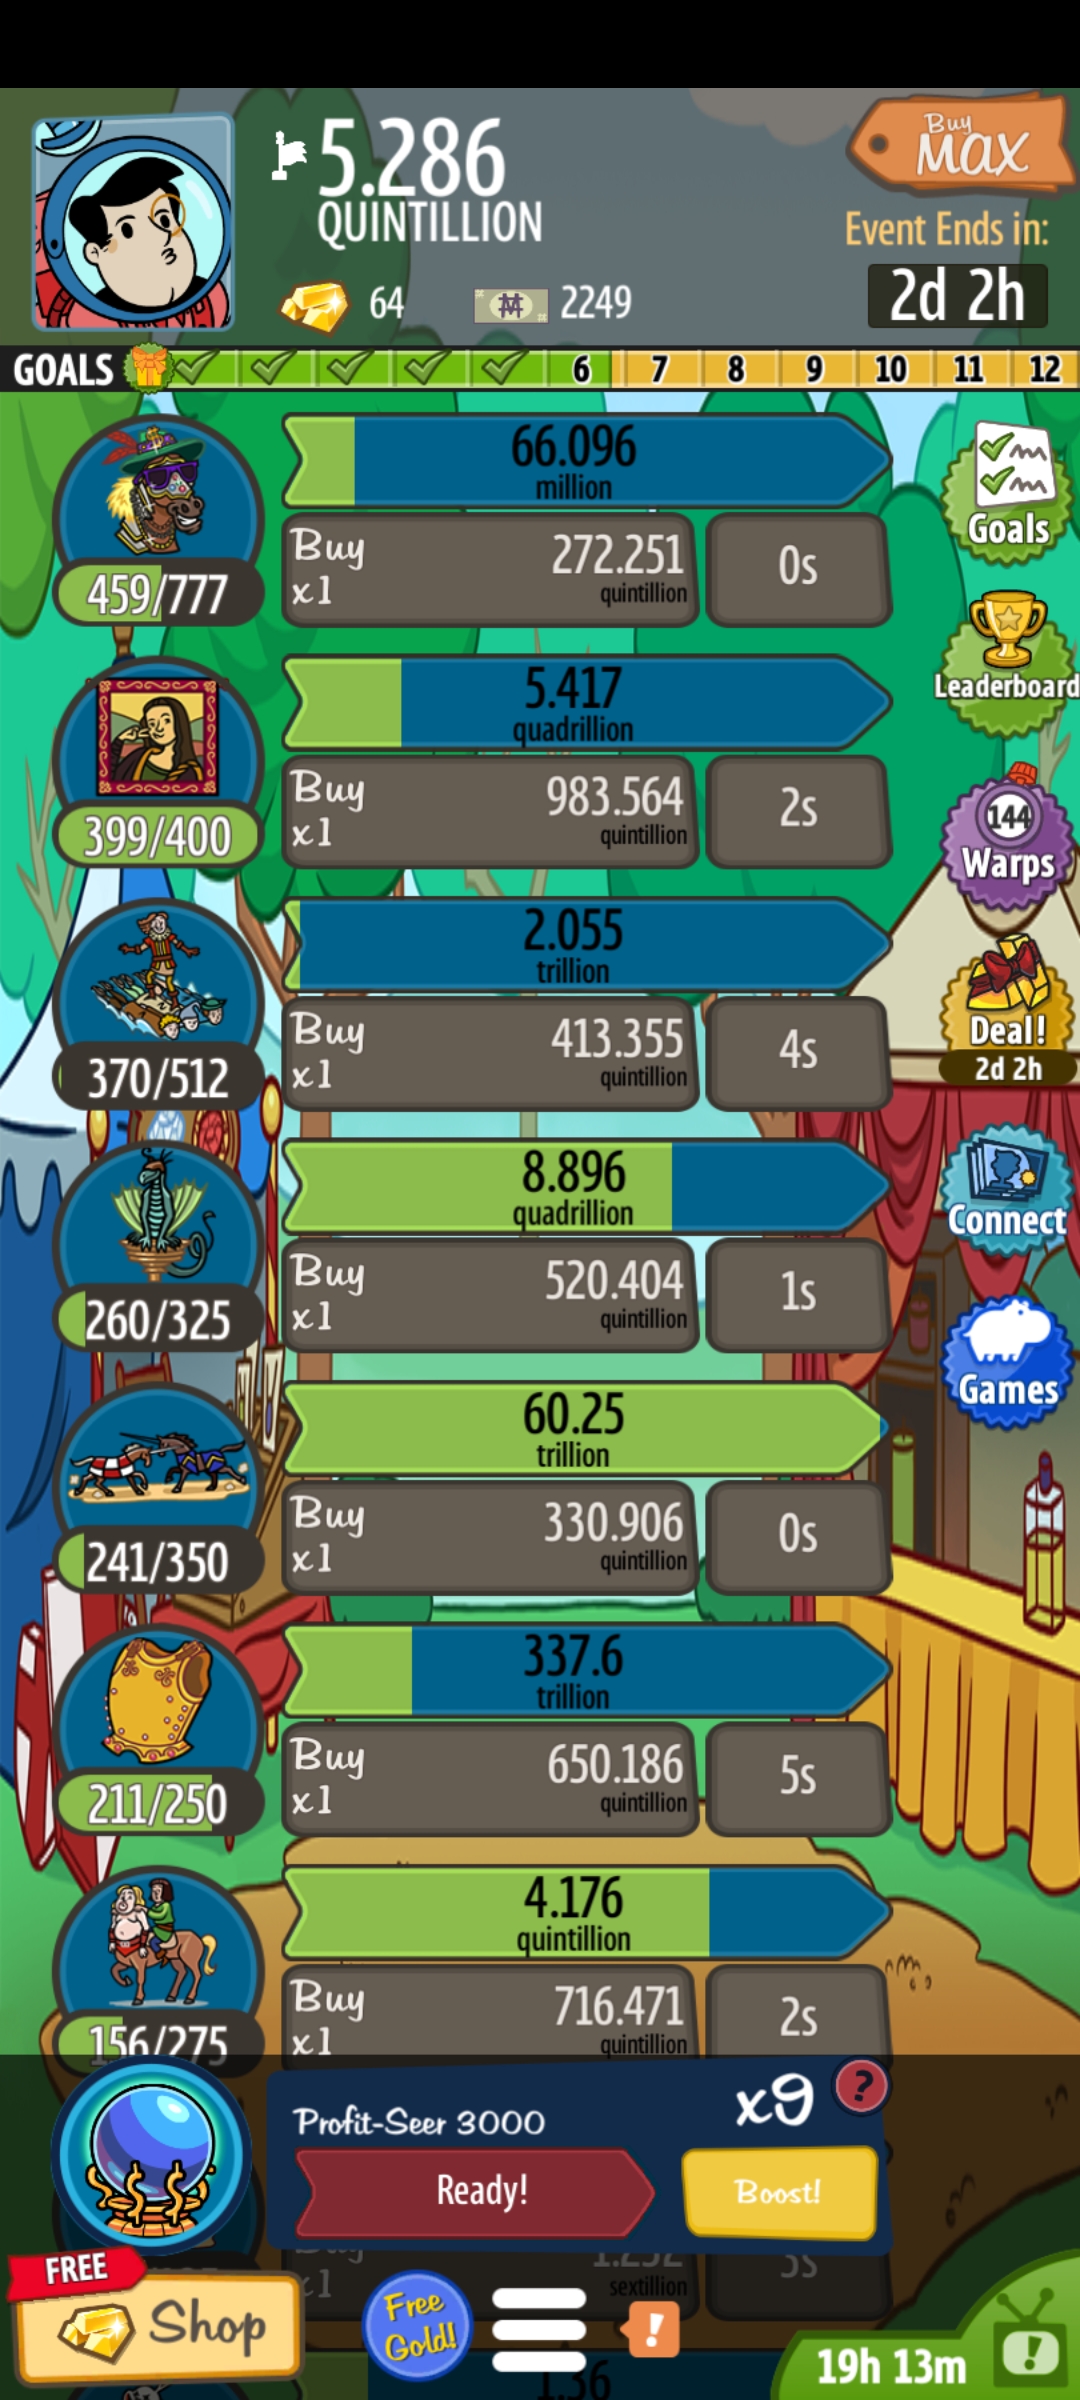 5.286
QUINTILLION
Buy
MAX
Event Ends in:
64
2249
2d 2h
GOALS
6 7 8 9 10 11 12
66.096
million
459/777
Buy
x1
272.251
quintillion
0s
Goals
5.417
quadrillion
399/400
Buy
x1
983.564
quintillion
2s
Leaderboard
144
Warps
2.055
trillion
370/512
Buy
x1
413.355
quintillion
4s
Deal!
2d 2h
8.896
quadrillion
260/325
Buy
x1
520.404
quintillion
1s
Connect
60.25
trillion
241/350
Buy
x1
330.906
quintillion
0s
Games
337.6
trillion
211/250
Buy
x1
650.186
quintillion
5s
4.176
quintillion
156/275
Buy
x1
716.471
quintillion
2s
Profit-Seer 3000
x9
?
Ready!
Boost!
x1
sextillion
FREE
Shop
Free
Gold!
!
1.36
19h 13m
!